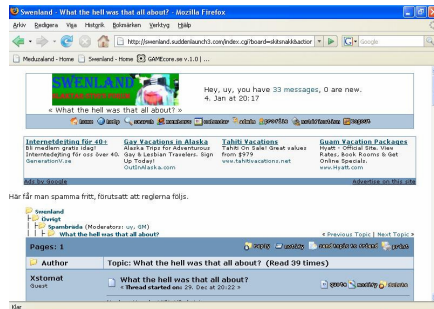 Swenland - What the hell was that all about? - Mozilla Firefox
Arkiv Redigera Visa Historik Bokmärken Verktyg Hjälp
http://swenland.suddenlaunch3.com/index.cgi?board=skitsnakk&action
Google
Meduzaland - Home Swenland - Home GAMEcore.se v.1.0 | ...
SWENLAND
Hey, uy, you have 33 messages, 0 are new.
4. Jan at 20:17
« What the hell was that all about? »
home help search members calendar admin profile notification logout
Internetdejting för 40+
Bli medlem gratis idag!
Internetdejting för oss över 40.
GenerationV.se
Gay Vacations in Alaska
Alaska Trips for Adventurous
Gay & Lesbian Travelers. Sign
Up Today!
OutInAlaska.com
Tahiti Vacations
Tahiti On Sale! Great values
from $979
www.tahitivacations.net
Guam Vacation Packages
Hyatt - Official Site. View
Rates, Book Rooms & Get
Online Specials.
www.Hyatt.com
Ads by Google
Advertise on this site
Här får man spamma fritt, förutsatt att reglerna följs.
Swenland
Övrigt
Spambräda (Moderators: uy, GM)
What the hell was that all about?
« Previous Topic | Next Topic »
Pages: 1
reply notify send topic to friend print
Author
Topic: What the hell was that all about? (Read 39 times)
Xstomat
Guest
What the hell was that all about?
« Thread started on: 29. Dec at 20:22 »
quote modify delete
Klar